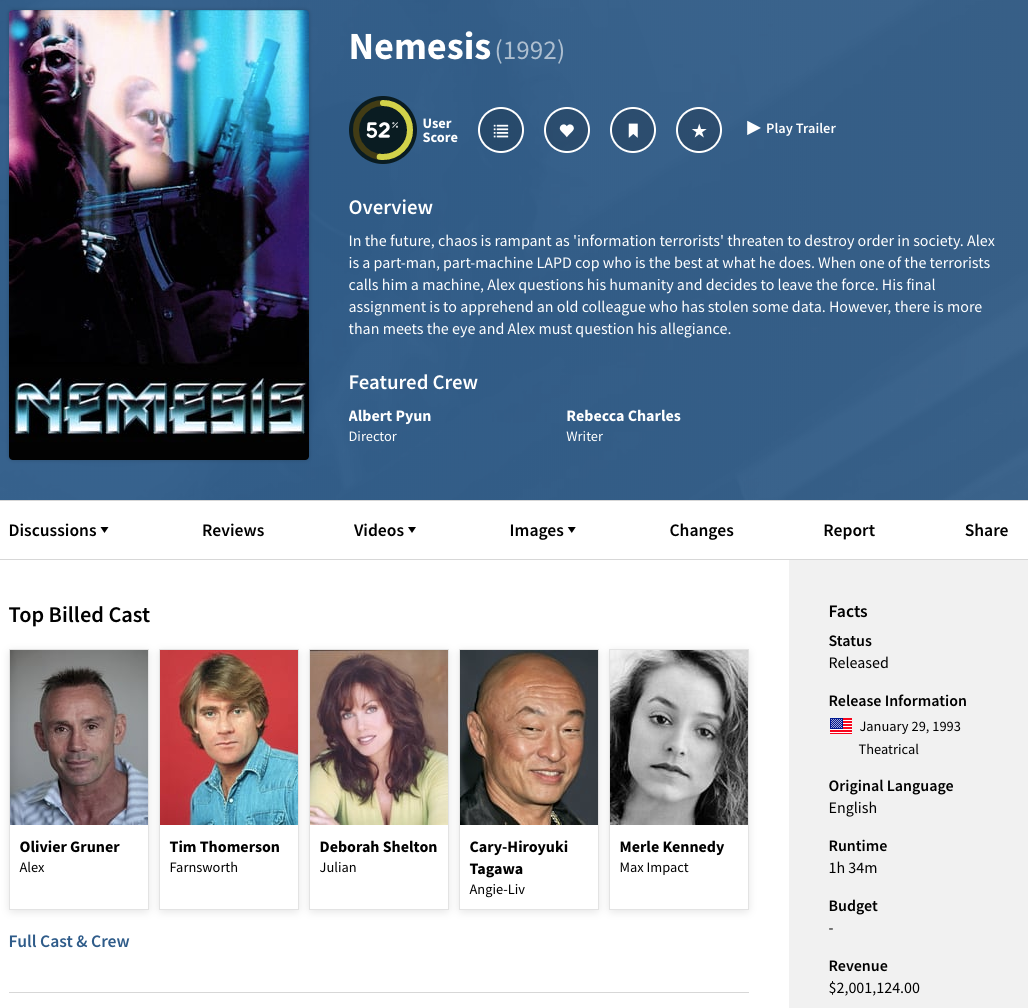 Nemesis (1992)
52%
User
Score
Play Trailer
Overview
In the future, chaos is rampant as 'information terrorists' threaten to destroy order in society. Alex
is a part-man, part-machine LAPD cop who is the best at what he does. When one of the terrorists
calls him a machine, Alex questions his humanity and decides to leave the force. His final
assignment is to apprehend an old colleague who has stolen some data. However, there is more
than meets the eye and Alex must question his allegiance.
NEMESIS
Featured Crew
Albert Pyun
Director
Rebecca Charles
Writer
Discussions
Reviews
Videos
Images
Changes
Report
Share
Top Billed Cast
Olivier Gruner
Alex
Tim Thomerson
Farnsworth
Deborah Shelton
Julian
Cary-Hiroyuki
Tagawa
Angie-Liv
Merle Kennedy
Max Impact
Full Cast & Crew
Facts
Status
Released
Release Information
January 29, 1993
Theatrical
Original Language
English
Runtime
1h 34m
Budget
-
Revenue
$2,001,124.00